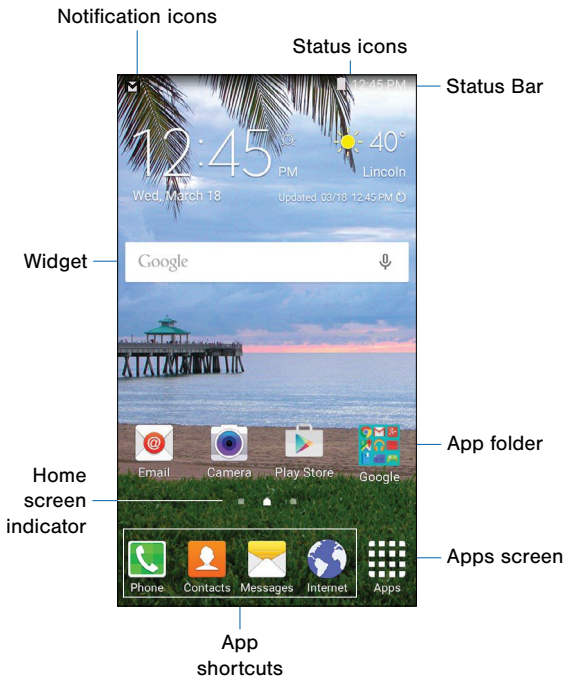 Notification icons
Status icons
12:45 PM
Status Bar
12:45 PM
40°
Lincoln
Wed, March 18
Updated 03/18 12:45 PM
Widget
Google
Email
Camera
Play Store
Google
App folder
Home
screen
indicator
Phone
Contacts
Messages
Internet
Apps
Apps screen
App
shortcuts